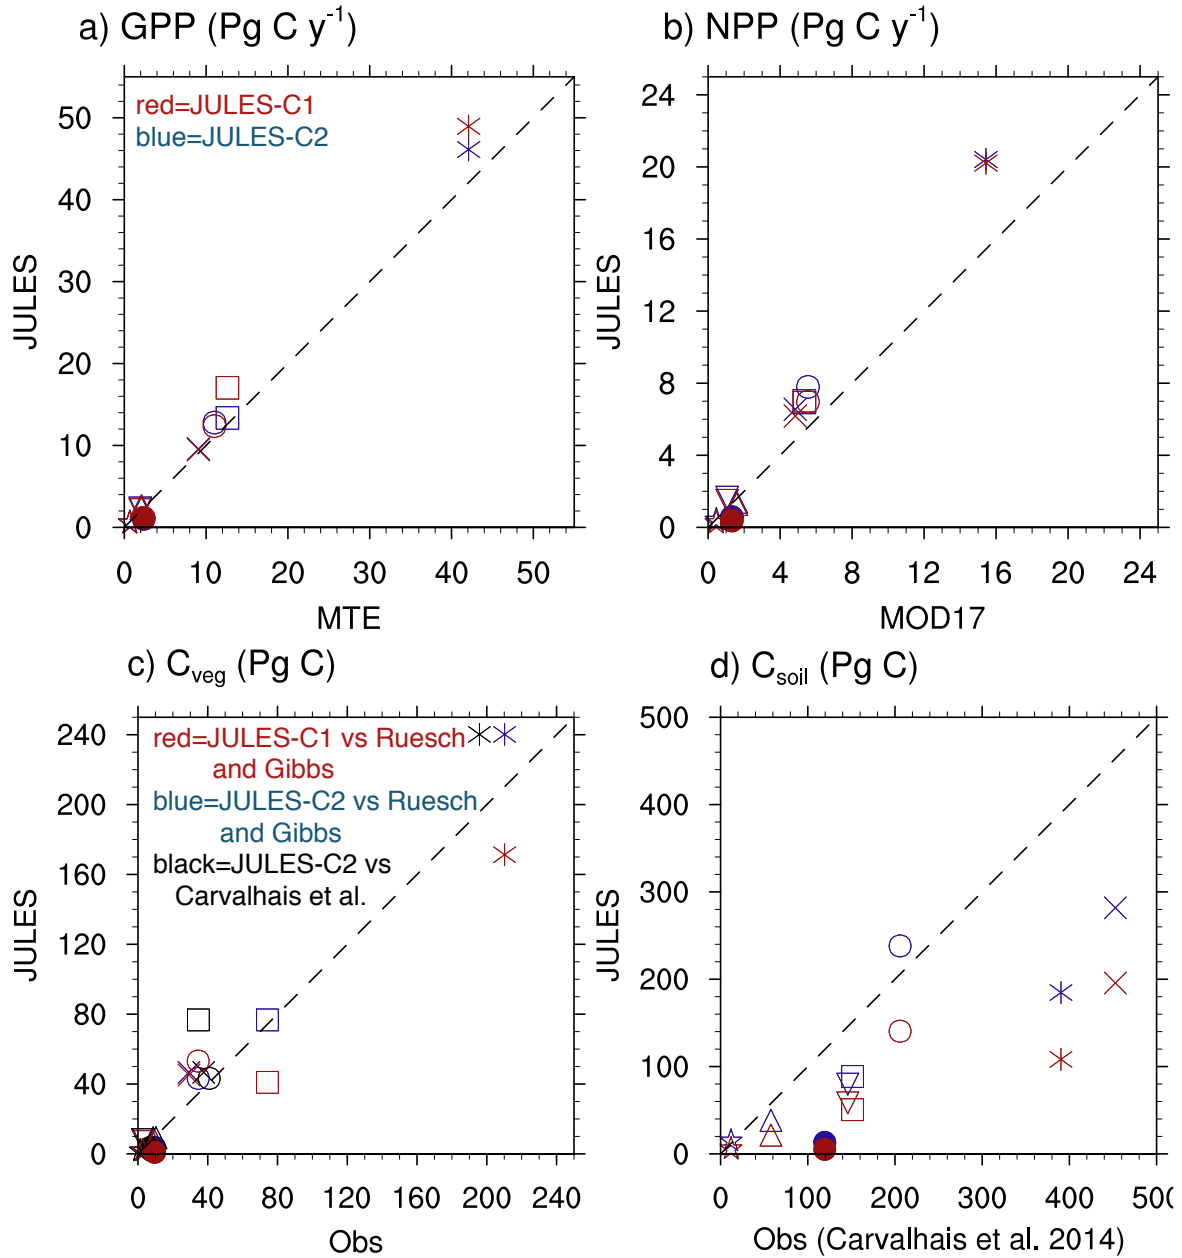 a) GPP (Pg C y⁻¹)
red=JULES-C1
blue=JULES-C2
50
40
30
20
10
0
JULES
0 10 20 30 40 50
MTE
b) NPP (Pg C y⁻¹)
24
20
16
12
8
4
0
JULES
0 4 8 12 16 20 24
MOD17
c) Cveg (Pg C)
red=JULES-C1 vs Ruesch
and Gibbs
blue=JULES-C2 vs Ruesch
and Gibbs
black=JULES-C2 vs
Carvalhais et al.
240
200
160
120
80
40
0
JULES
0 40 80 120 160 200 240
Obs
d) Csoil (Pg C)
500
400
300
200
100
0
JULES
0 100 200 300 400 500
Obs (Carvalhais et al. 2014)